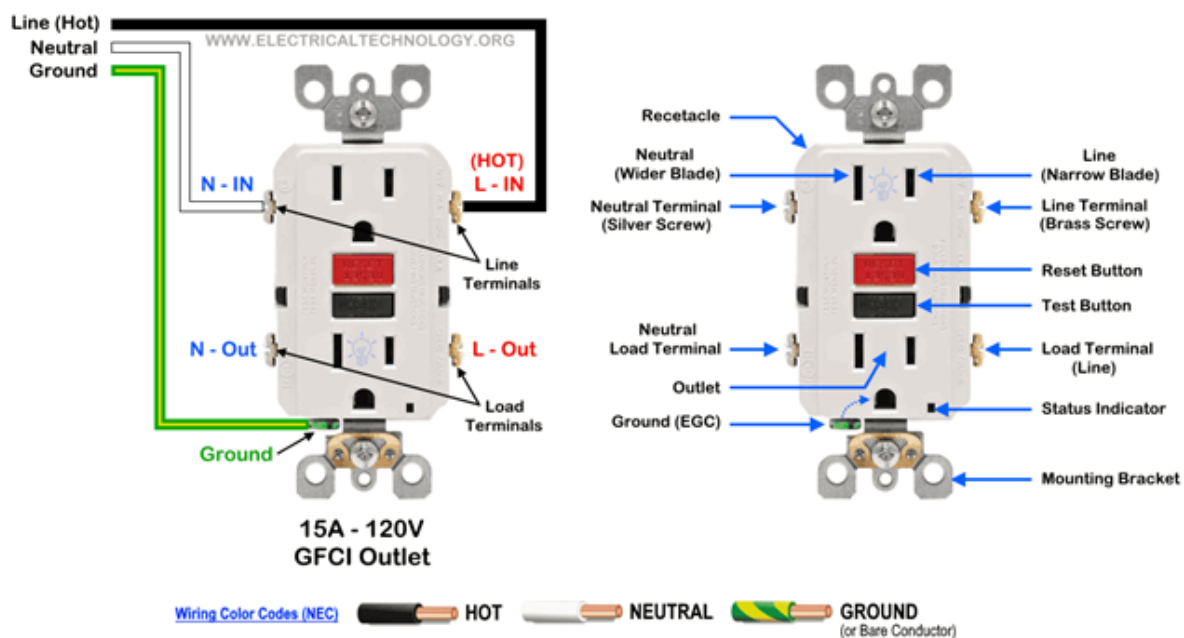 Line (Hot)
Neutral
Ground
WWW.ELECTRICALTECHNOLOGY.ORG
N - IN
(HOT)
L - IN
Line
Terminals
N - Out
L - Out
Load
Terminals
Ground
15A - 120V
GFCI Outlet
Recetacle
Neutral
(Wider Blade)
Neutral Terminal
(Silver Screw)
Neutral
Load Terminal
Outlet
Ground (EGC)
Line
(Narrow Blade)
Line Terminal
(Brass Screw)
Reset Button
Test Button
Load Terminal
(Line)
Status Indicator
Mounting Bracket
Wiring Color Codes (NEC)
HOT
NEUTRAL
GROUND
(or Bare Conductor)